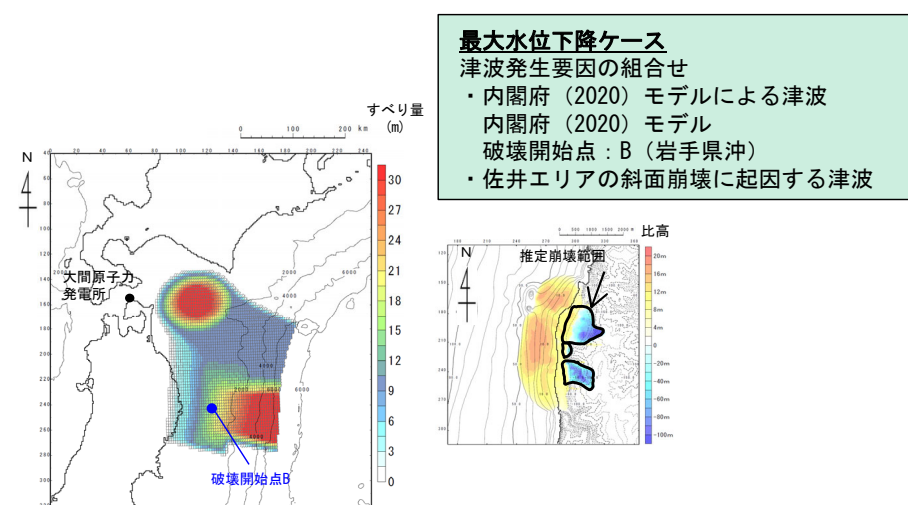 最大水位下降ケース
津波発生要因の組合せ
・内閣府（2020）モデルによる津波
内閣府（2020）モデル
破壊開始点：B（岩手県沖）
・佐井エリアの斜面崩壊に起因する津波
すべり量
(m)
0 100 200 km
N
大間原子力
発電所
破壊開始点B
30
27
24
21
18
15
12
9
6
3
0
比高
推定崩壊範囲
N
20m
16m
12m
8m
4m
0
-20m
-40m
-60m
-80m
-100m